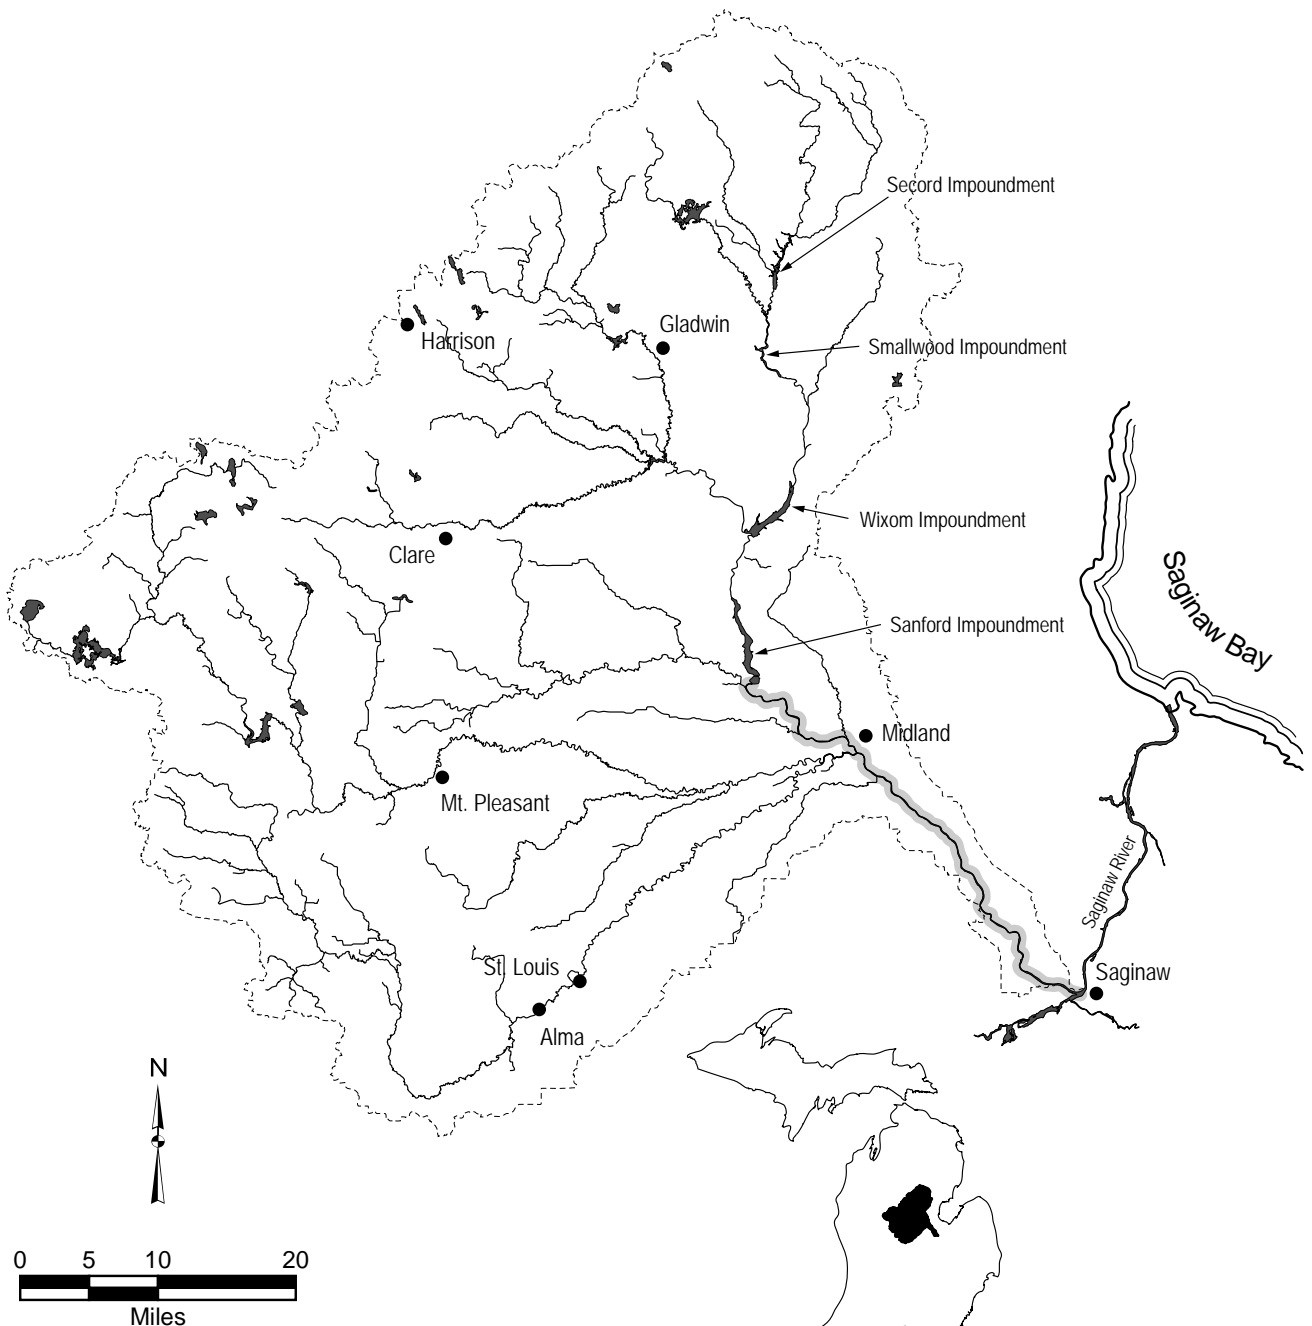 Secord Impoundment
Gladwin
Harrison
Smallwood Impoundment
Wixom Impoundment
Clare
Saginaw Bay
Sanford Impoundment
Midland
Mt. Pleasant
Saginaw River
St. Louis
Saginaw
Alma
N
0 5 10 20
Miles